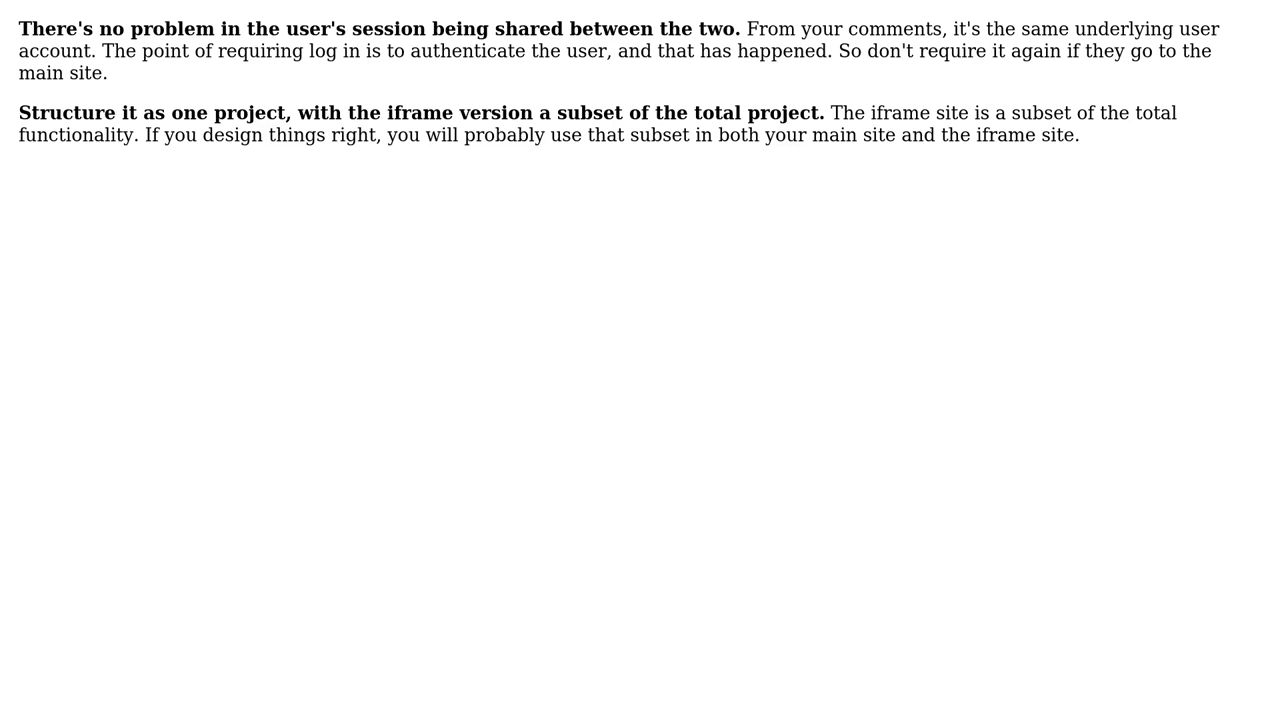 There's no problem in the user's session being shared between the two. From your comments, it's the same underlying user
account. The point of requiring log in is to authenticate the user, and that has happened. So don't require it again if they go to the
main site.
Structure it as one project, with the iframe version a subset of the total project. The iframe site is a subset of the total
functionality. If you design things right, you will probably use that subset in both your main site and the iframe site.